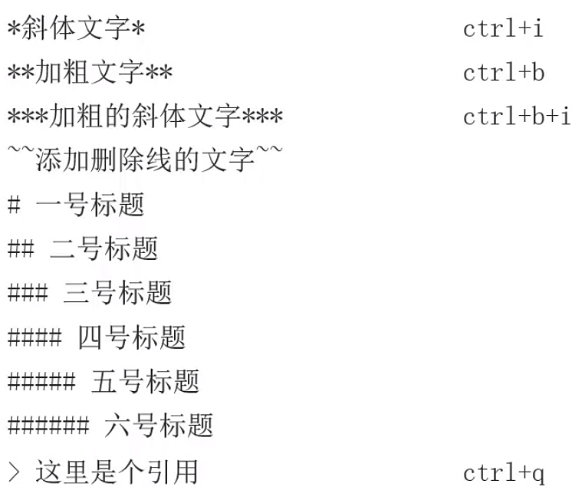 *斜体文字* ctrl+i
**加粗文字** ctrl+b
***加粗的斜体文字*** ctrl+b+i
~~添加删除线的文字~~
# 一号标题
## 二号标题
### 三号标题
#### 四号标题
##### 五号标题
###### 六号标题
> 这里是个引用 ctrl+q